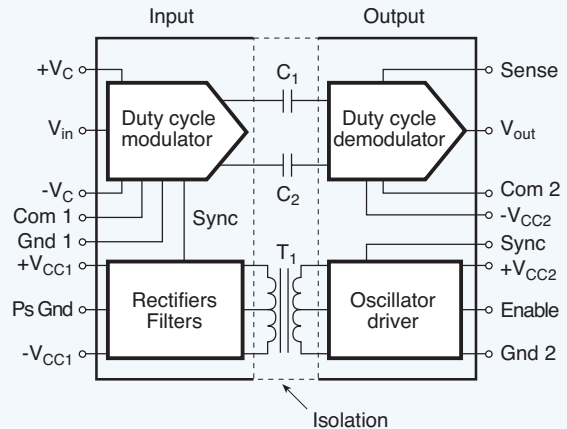 Input
Output
+V_C
C_1
Sense
V_in
Duty cycle
modulator
Duty cycle
demodulator
V_out
-V_C
C_2
Com 2
Com 1
Sync
-V_CC2
Gnd 1
Sync
+V_CC1
T_1
+V_CC2
Ps Gnd
Rectifiers
Filters
Oscillator
driver
Enable
-V_CC1
Gnd 2
Isolation